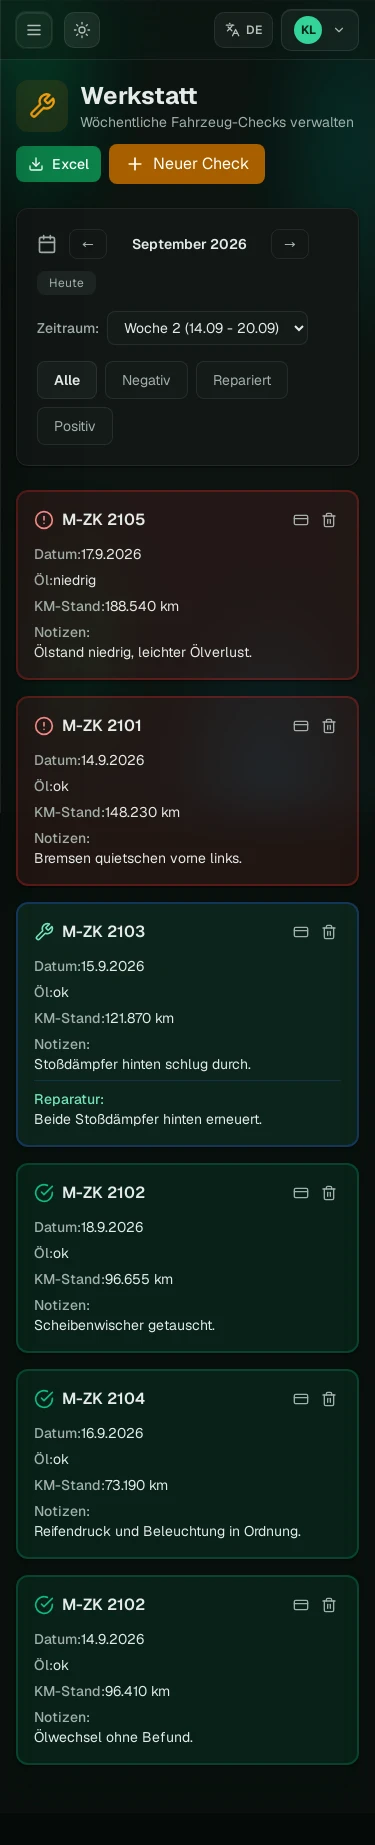 DE
KL
Werkstatt
Wöchentliche Fahrzeug-Checks verwalten
Excel
+ Neuer Check
← September 2026 →
Heute
Zeitraum: Woche 2 (14.09 - 20.09)
Alle Negativ Repariert
Positiv
M-ZK 2105
Datum:17.9.2026
Öl:niedrig
KM-Stand:188.540 km
Notizen:
Ölstand niedrig, leichter Ölverlust.
M-ZK 2101
Datum:14.9.2026
Öl:ok
KM-Stand:148.230 km
Notizen:
Bremsen quietschen vorne links.
M-ZK 2103
Datum:15.9.2026
Öl:ok
KM-Stand:121.870 km
Notizen:
Stoßdämpfer hinten schlug durch.
Reparatur:
Beide Stoßdämpfer hinten erneuert.
M-ZK 2102
Datum:18.9.2026
Öl:ok
KM-Stand:96.655 km
Notizen:
Scheibenwischer getauscht.
M-ZK 2104
Datum:16.9.2026
Öl:ok
KM-Stand:73.190 km
Notizen:
Reifendruck und Beleuchtung in Ordnung.
M-ZK 2102
Datum:14.9.2026
Öl:ok
KM-Stand:96.410 km
Notizen:
Ölwechsel ohne Befund.